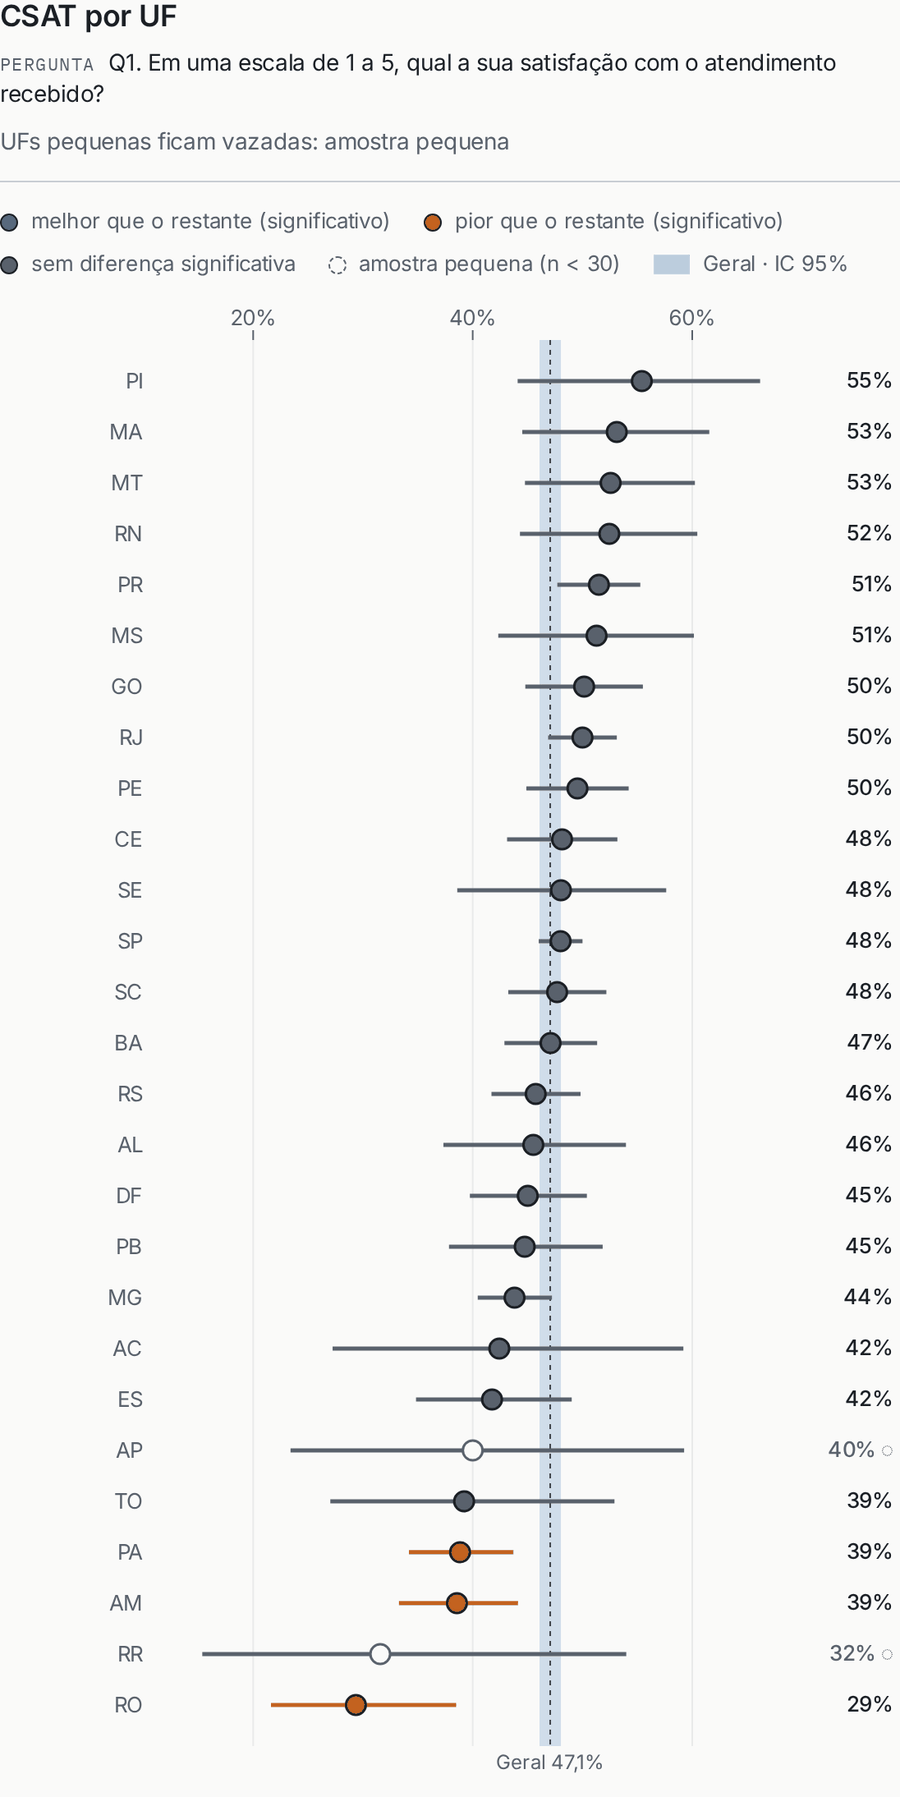 CSAT por UF
PERGUNTA Q1. Em uma escala de 1 a 5, qual a sua satisfação com o atendimento
recebido?
UFs pequenas ficam vazadas: amostra pequena
melhor que o restante (significativo) pior que o restante (significativo)
sem diferença significativa amostra pequena (n < 30) Geral · IC 95%
20% 40% 60%
PI 55%
MA 53%
MT 53%
RN 52%
PR 51%
MS 51%
GO 50%
RJ 50%
PE 50%
CE 48%
SE 48%
SP 48%
SC 48%
BA 47%
RS 46%
AL 46%
DF 45%
PB 45%
MG 44%
AC 42%
ES 42%
AP 40%
TO 39%
PA 39%
AM 39%
RR 32%
RO 29%
Geral 47,1%